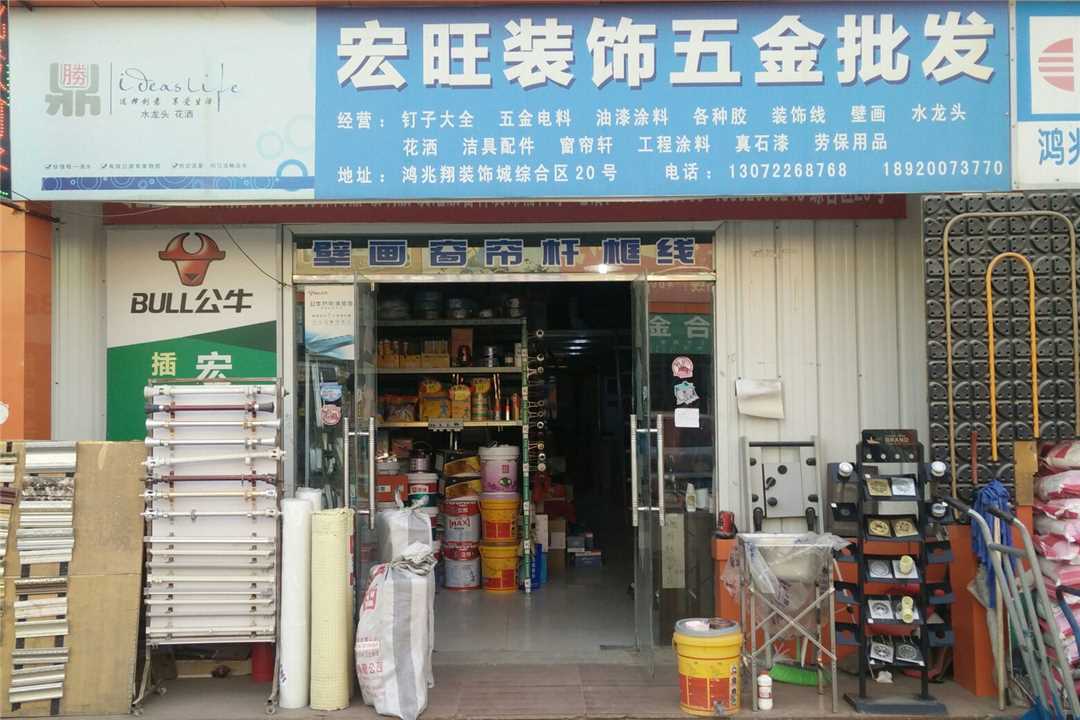 宏旺装饰五金批发
勝
ideaslife
水龙头 花洒
经营： 钉子大全 五金电料 油漆涂料 各种胶 装饰线 壁画 水龙头
花洒 洁具配件 窗帘轩 工程涂料 真石漆 劳保用品
地址： 鸿兆翔装饰城综合区20号 电话： 13072268768 18920073770
鸿兆
壁画窗帘杆框线
BULL公牛
插 宏
金合
MAX
BRAND